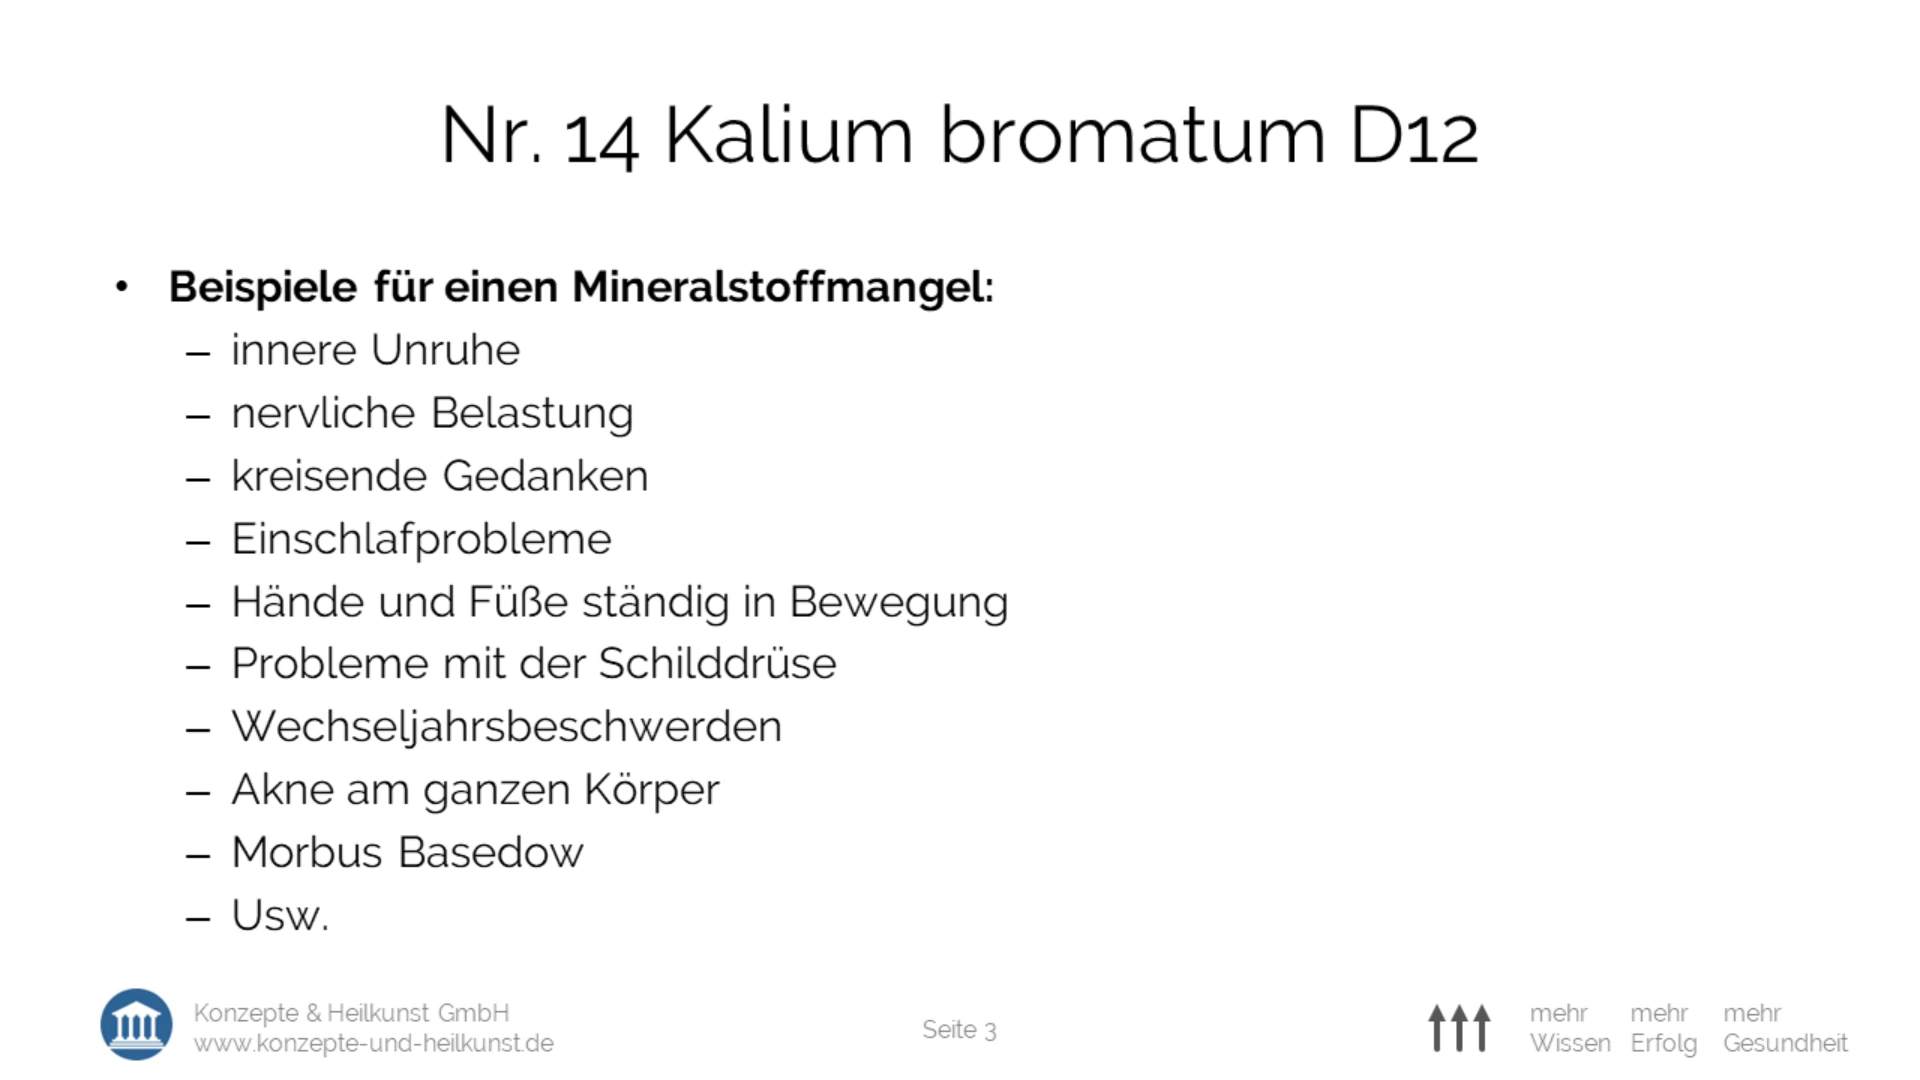 Nr. 14 Kalium bromatum D12
• Beispiele für einen Mineralstoffmangel:
– innere Unruhe
– nervliche Belastung
– kreisende Gedanken
– Einschlafprobleme
– Hände und Füße ständig in Bewegung
– Probleme mit der Schilddrüse
– Wechseljahrsbeschwerden
– Akne am ganzen Körper
– Morbus Basedow
– Usw.
Konzepte & Heilkunst GmbH
www.konzepte-und-heilkunst.de
Seite 3
mehr mehr mehr
Wissen Erfolg Gesundheit